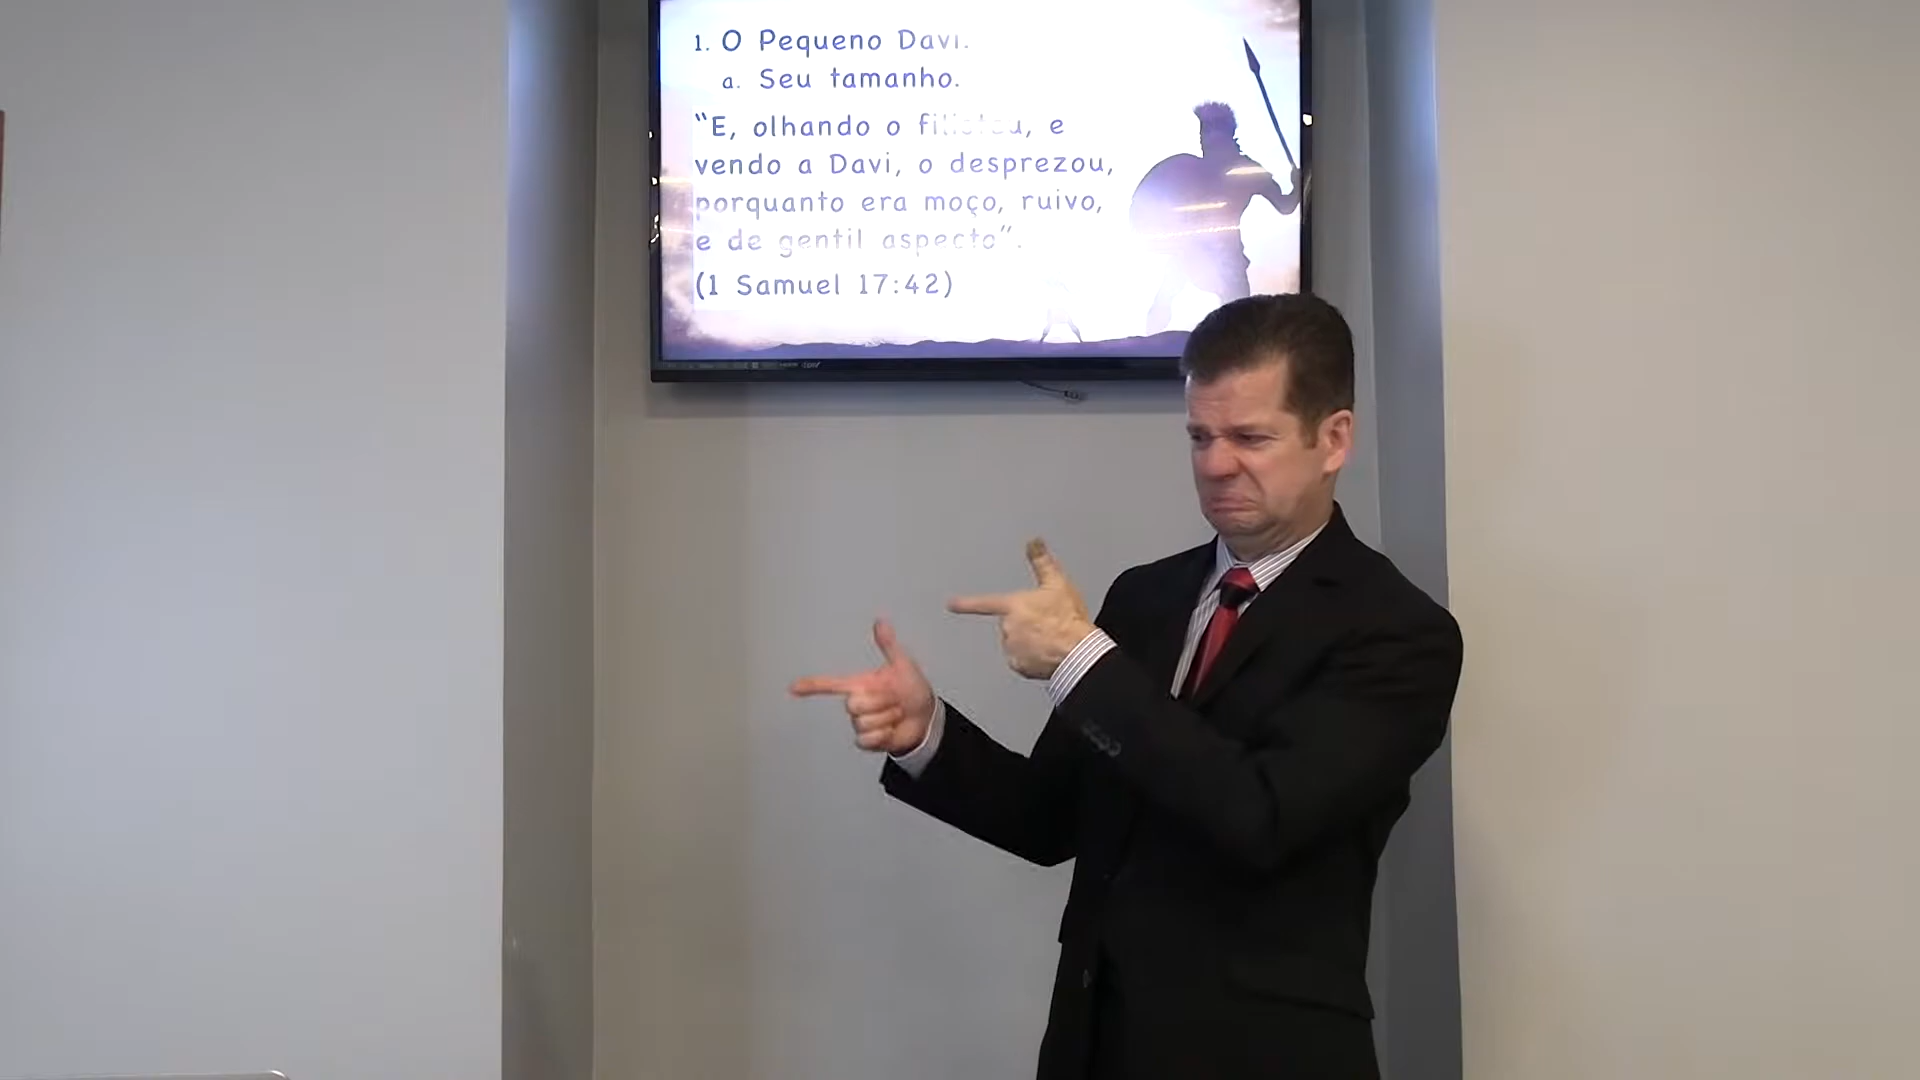 1. O Pequeno Davi.
a. Seu tamanho.
"E, olhando o filisteu, e
vendo a Davi, o desprezou,
porquanto era moço, ruivo,
e de gentil aspecto".
(1 Samuel 17:42)